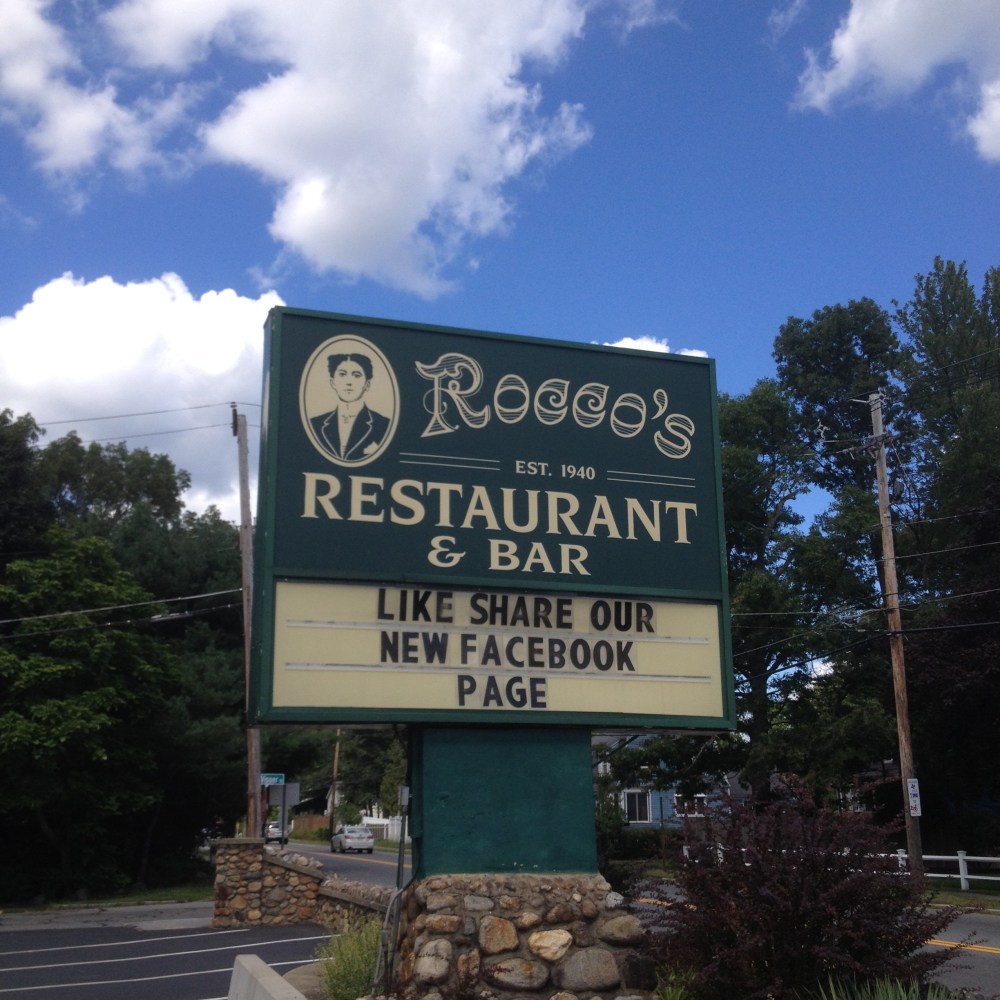 Rocco's
EST. 1940
RESTAURANT
& BAR
LIKE SHARE OUR
NEW FACEBOOK
PAGE